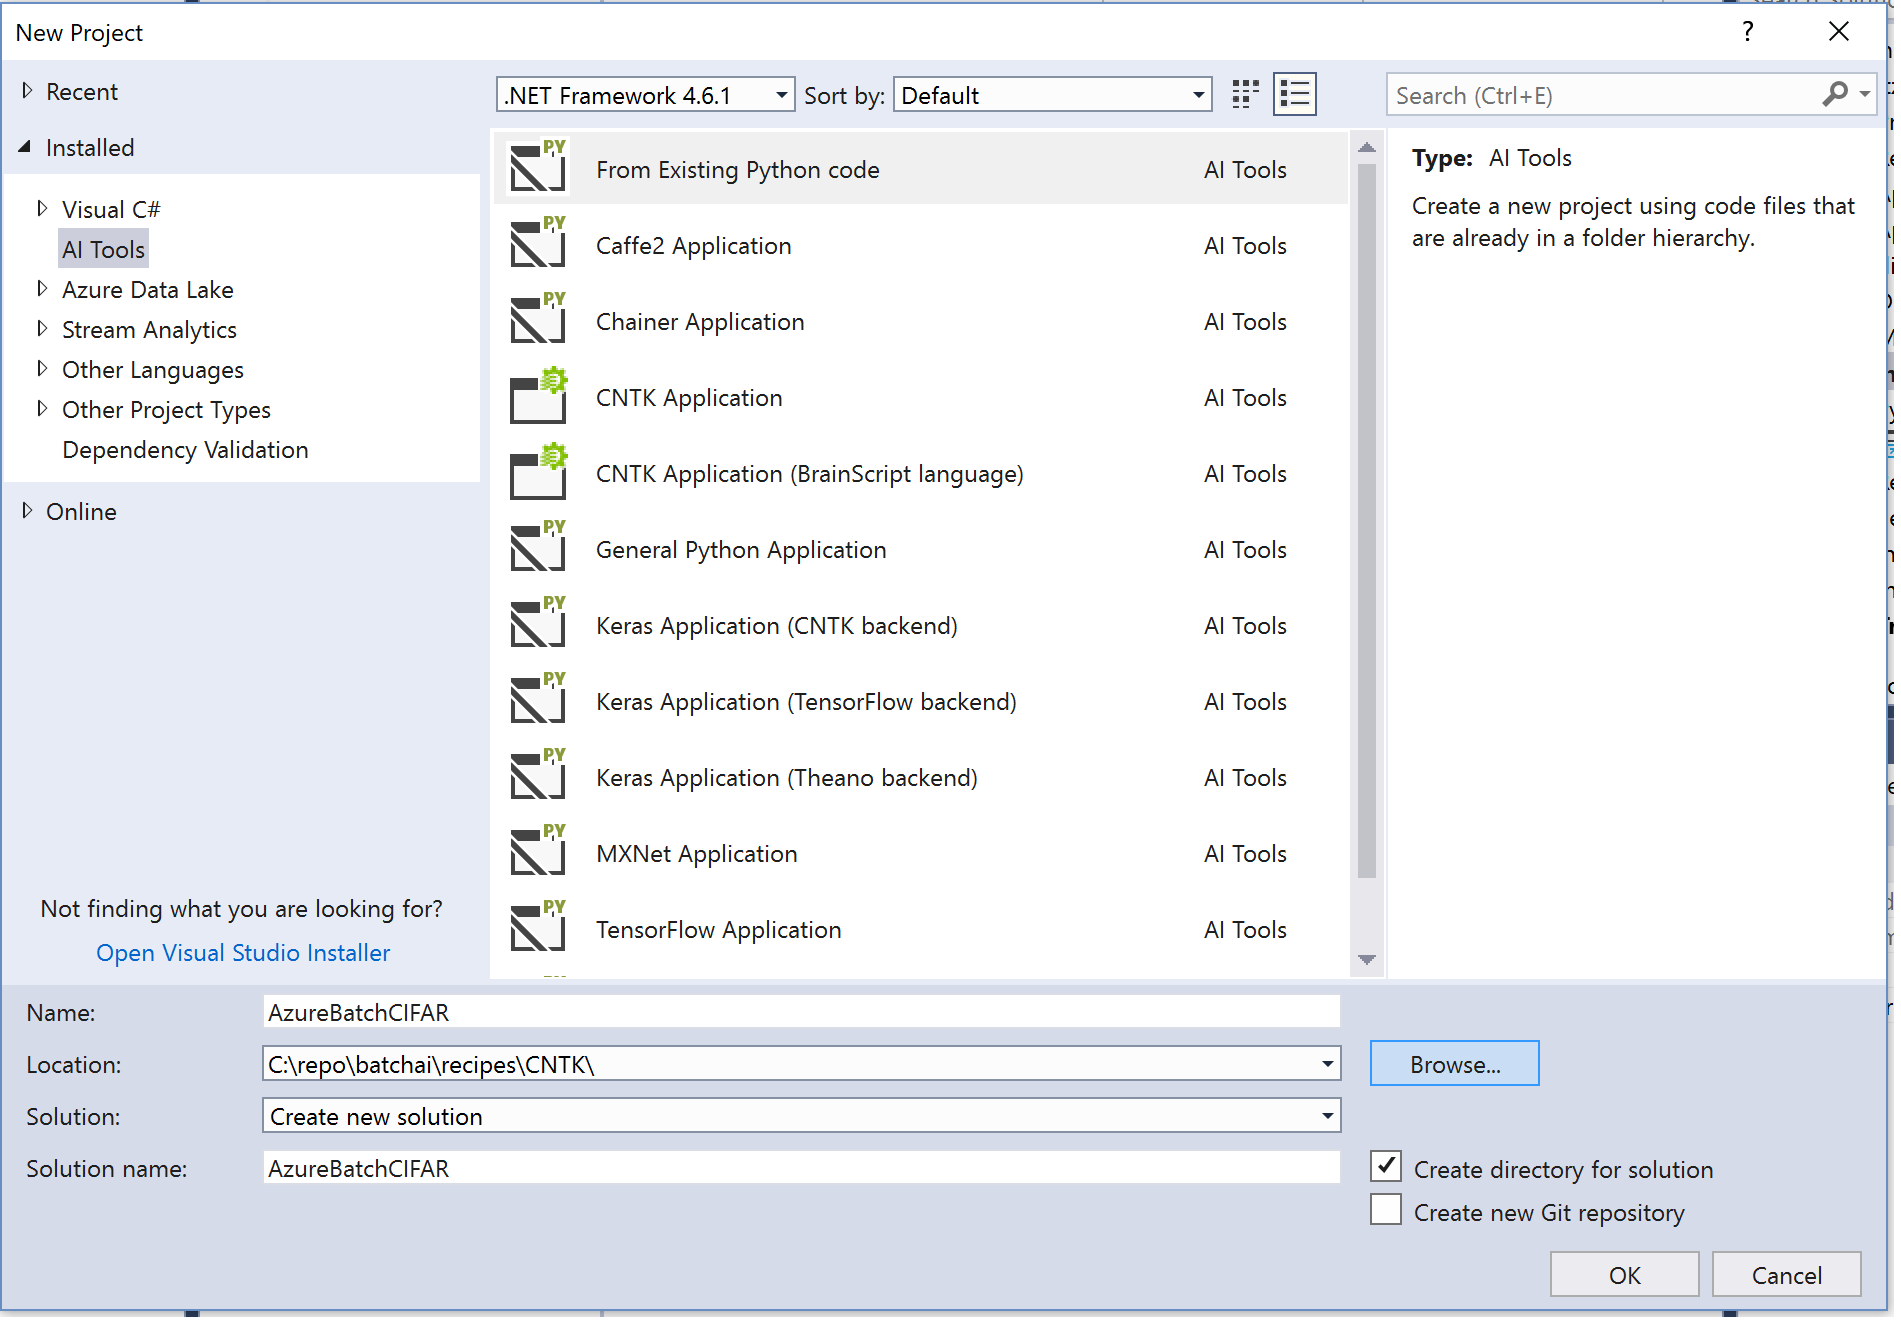 New Project
?
Recent
.NET Framework 4.6.1
Sort by:
Default
Search (Ctrl+E)
Installed
Visual C#
AI Tools
Azure Data Lake
Stream Analytics
Other Languages
Other Project Types
Dependency Validation
Online
Not finding what you are looking for?
Open Visual Studio Installer
PY
From Existing Python code AI Tools
PY
Caffe2 Application AI Tools
PY
Chainer Application AI Tools
CNTK Application AI Tools
CNTK Application (BrainScript language) AI Tools
PY
General Python Application AI Tools
PY
Keras Application (CNTK backend) AI Tools
PY
Keras Application (TensorFlow backend) AI Tools
PY
Keras Application (Theano backend) AI Tools
PY
MXNet Application AI Tools
PY
TensorFlow Application AI Tools
Type: AI Tools
Create a new project using code files that
are already in a folder hierarchy.
Name: AzureBatchCIFAR
Location: C:\repo\batchai\recipes\CNTK\
Browse...
Solution: Create new solution
Solution name: AzureBatchCIFAR
Create directory for solution
Create new Git repository
OK
Cancel